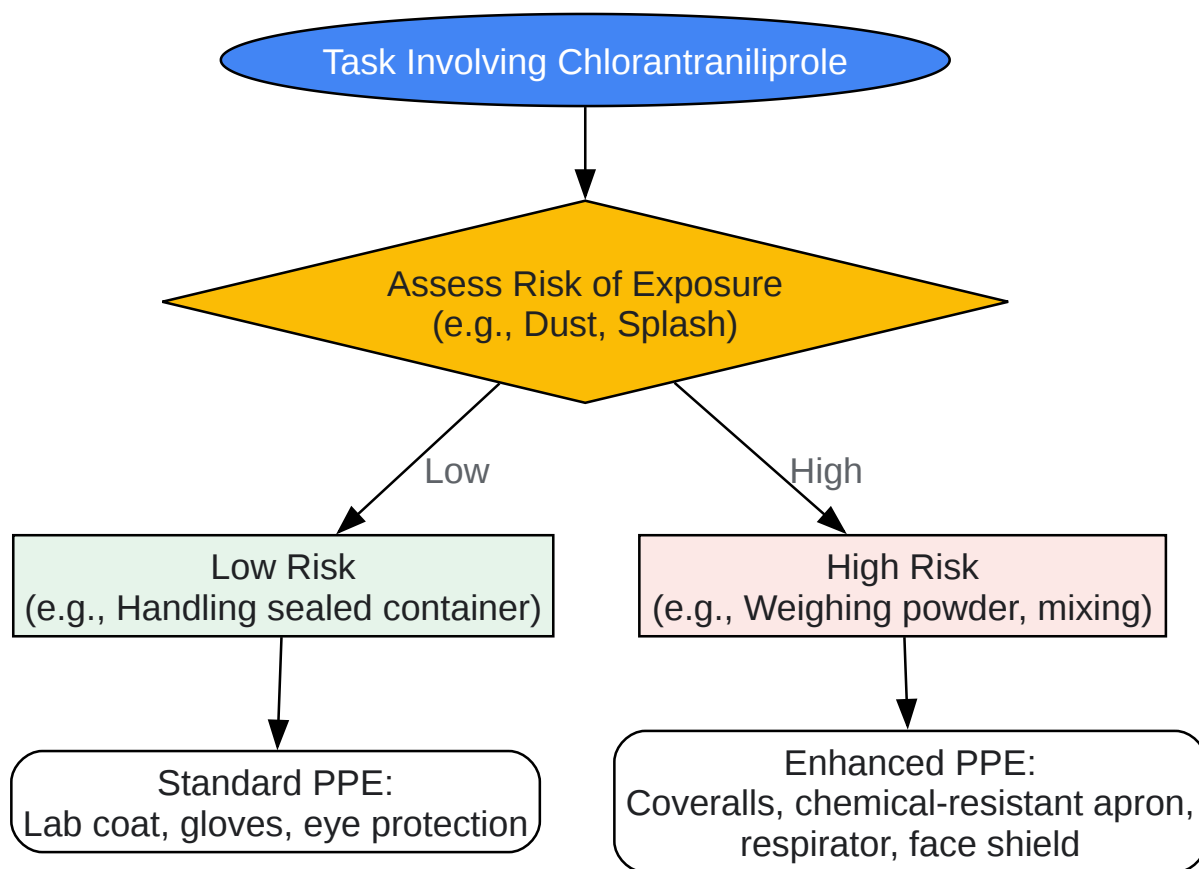 Task Involving Chlorantraniliprole
Assess Risk of Exposure
(e.g., Dust, Splash)
Low
High
Low Risk
(e.g., Handling sealed container)
High Risk
(e.g., Weighing powder, mixing)
Standard PPE:
Lab coat, gloves, eye protection
Enhanced PPE:
Coveralls, chemical-resistant apron,
respirator, face shield